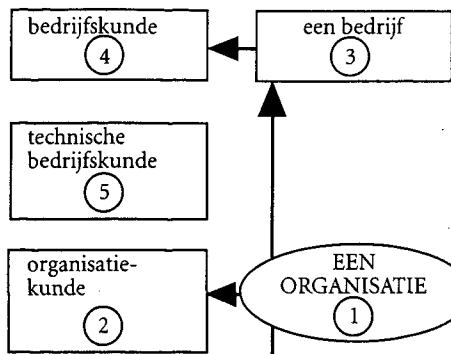 bedrijfskunde
4
een bedrijf
3
technische
bedrijfskunde
5
organisatie-
kunde
2
EEN
ORGANISATIE
1